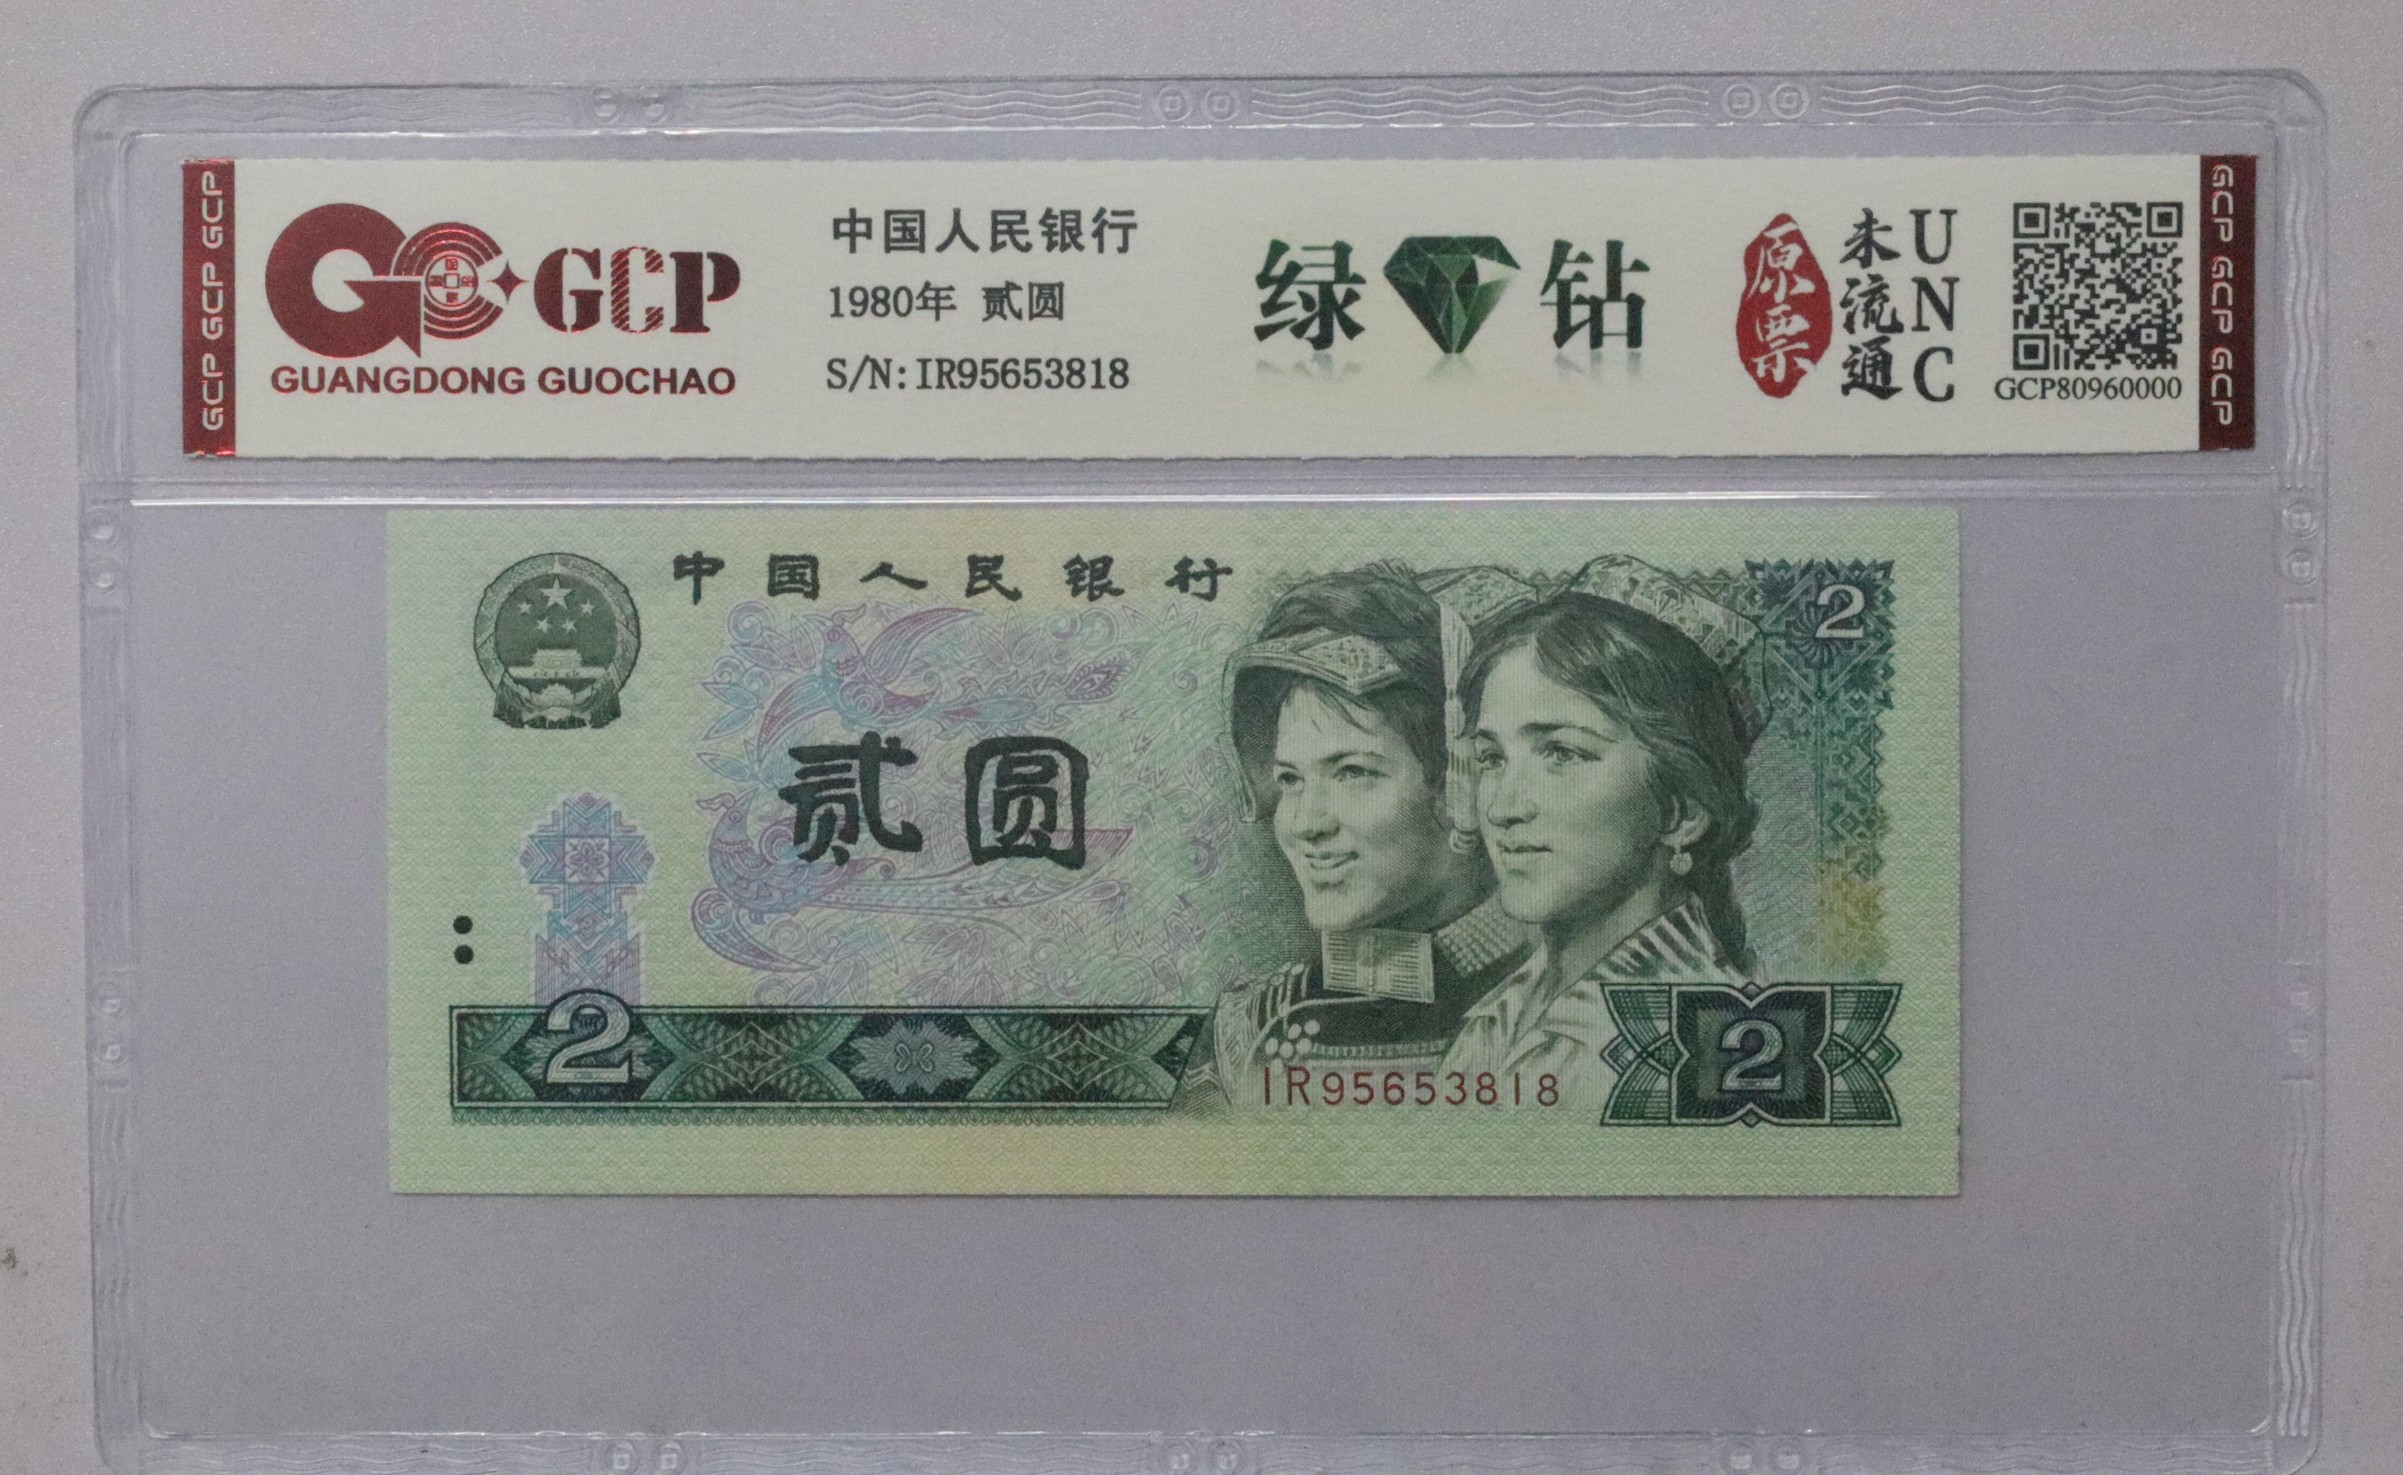 GCP GCP GCP
GCP
GUANGDONG GUOCHAO
中国人民银行
1980年 贰圆
S/N:IR95653818
绿钻
原票
未流通
UNC
GCP80960000
GCP GCP GCP
中国人民银行
2
贰圆
2
IR95653818
2